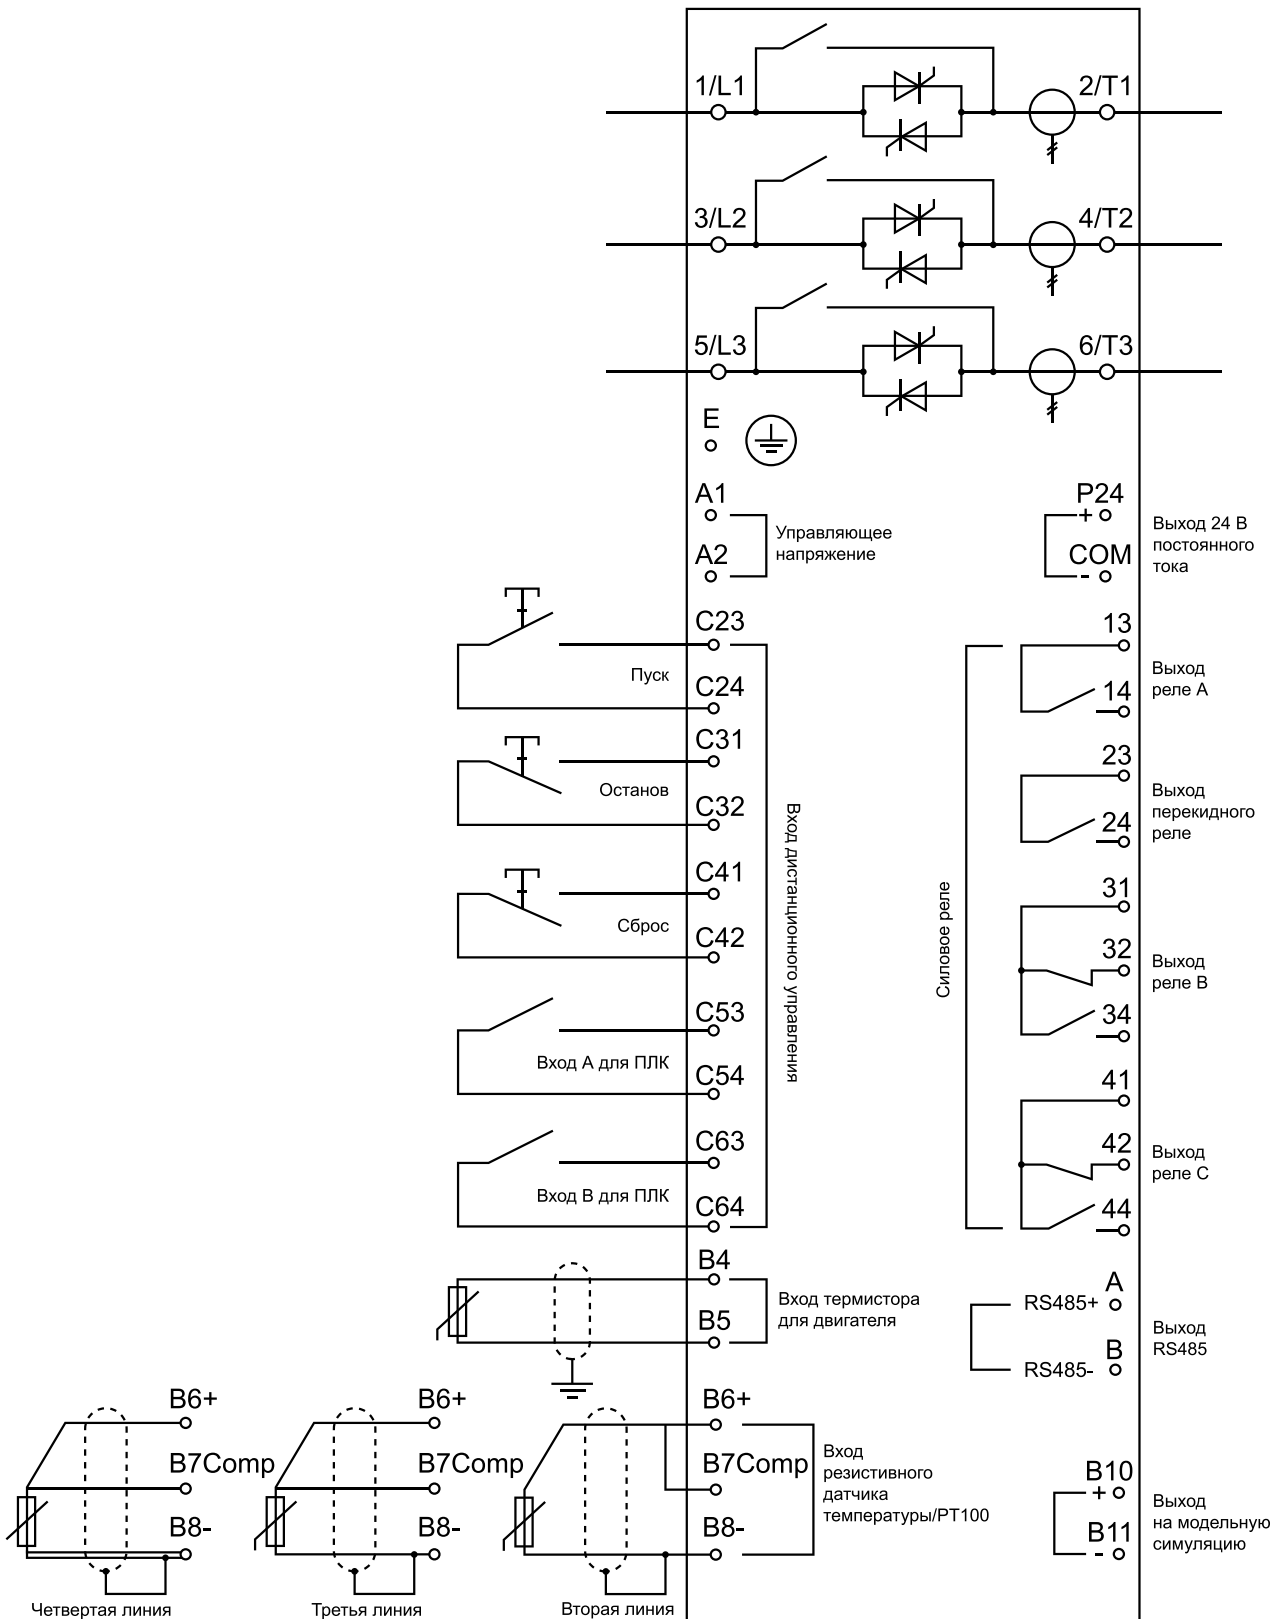 1/L1
2/T1
3/L2
4/T2
5/L3
6/T3
E
A1
A2
Управляющее
напряжение
P24
+
COM
-
Выход 24 В
постоянного
тока
C23
Пуск
C24
C31
Останов
C32
C41
Сброс
C42
C53
Вход А для ПЛК
C54
C63
Вход В для ПЛК
C64
Вход дистанционного управления
Силовое реле
13
14
Выход
реле А
23
24
Выход
перекидного
реле
31
32
34
Выход
реле В
41
42
44
Выход
реле С
B4
B5
Вход термистора
для двигателя
A
RS485+
B
RS485-
Выход
RS485
B6+
B7Comp
B8-
Четвертая линия
B6+
B7Comp
B8-
Третья линия
B6+
B7Comp
B8-
Вторая линия
Вход
резистивного
датчика
температуры/PT100
B10
+
B11
-
Выход
на модельную
симуляцию